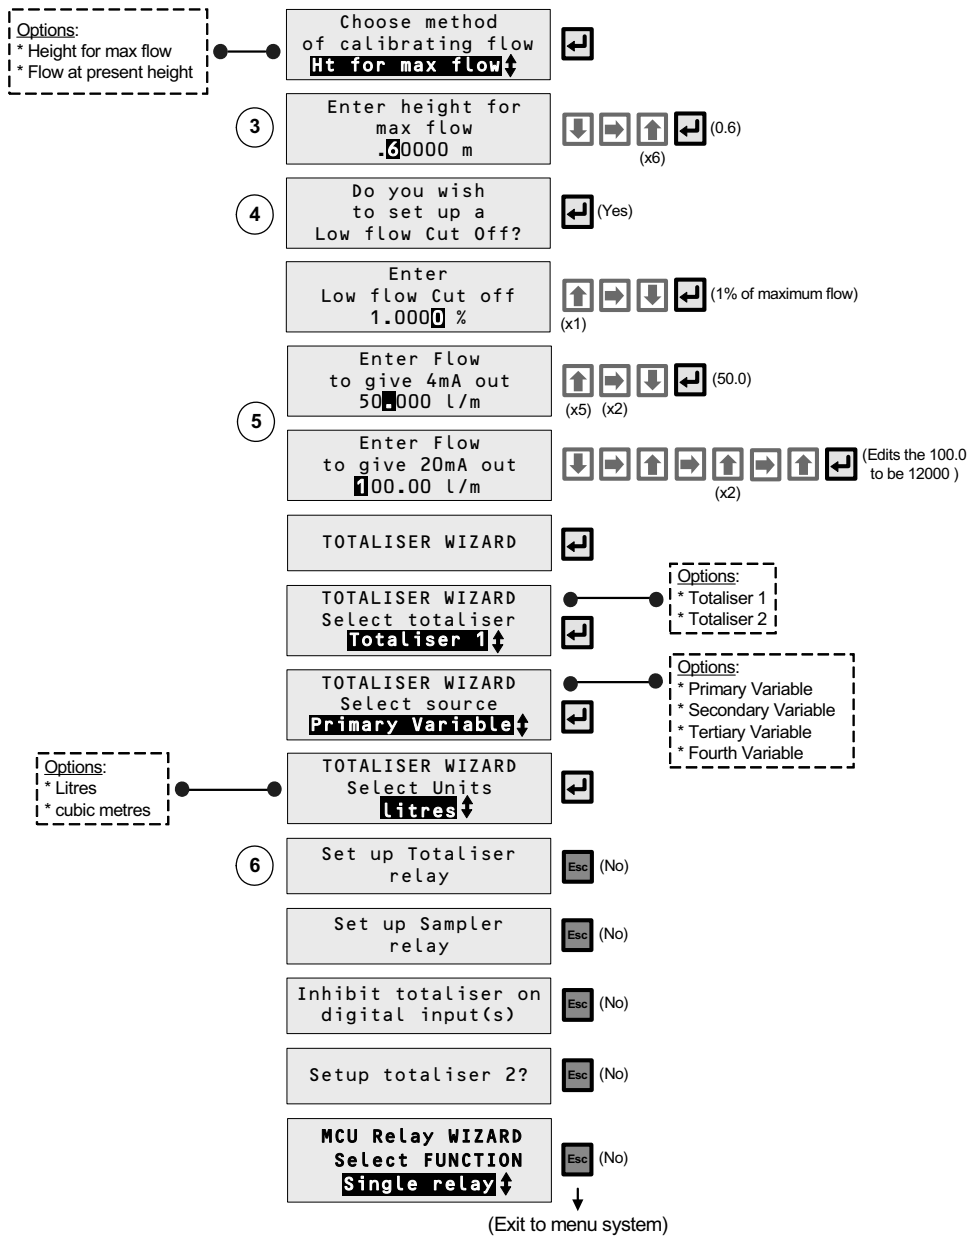 Options:
* Height for max flow
* Flow at present height
Choose method
of calibrating flow
Ht for max flow
3
Enter height for
max flow
.60000 m
(0.6)
(x6)
4
Do you wish
to set up a
Low flow Cut Off?
(Yes)
Enter
Low flow Cut off
1.0000 %
(1% of maximum flow)
(x1)
5
Enter Flow
to give 4mA out
50.000 l/m
(50.0)
(x5) (x2)
Enter Flow
to give 20mA out
100.00 l/m
(Edits the 100.0
to be 12000 )
(x2)
TOTALISER WIZARD
TOTALISER WIZARD
Select totaliser
Totaliser 1
Options:
* Totaliser 1
* Totaliser 2
TOTALISER WIZARD
Select source
Primary Variable
Options:
* Primary Variable
* Secondary Variable
* Tertiary Variable
* Fourth Variable
Options:
* Litres
* cubic metres
TOTALISER WIZARD
Select Units
litres
6
Set up Totaliser
relay
Esc (No)
Set up Sampler
relay
Esc (No)
Inhibit totaliser on
digital input(s)
Esc (No)
Setup totaliser 2?
Esc (No)
MCU Relay WIZARD
Select FUNCTION
Single relay
Esc (No)
(Exit to menu system)